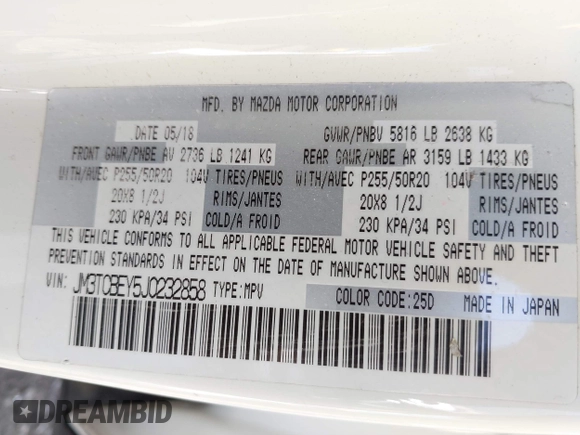 MFD. BY MAZDA MOTOR CORPORATION
DATE 05/18 GVWR/PNBV 5816 LB 2638 KG
FRONT GAWR/PNBE AV 2736 LB 1241 KG REAR GAWR/PNBE AR 3159 LB 1433 KG
WITH/AVEC P255/50R20 104V TIRES/PNEUS WITH/AVEC P255/50R20 104V TIRES/PNEUS
20X8 1/2J RIMS/JANTES 20X8 1/2J RIMS/JANTES
230 KPA/34 PSI COLD/A FROID 230 KPA/34 PSI COLD/A FROID
THIS VEHICLE CONFORMS TO ALL APPLICABLE FEDERAL MOTOR VEHICLE SAFETY AND THEFT
PREVENTION STANDARDS IN EFFECT ON THE DATE OF MANUFACTURE SHOWN ABOVE.
VIN: JM3TCBEY5J0232858 TYPE:MPV COLOR CODE:25D MADE IN JAPAN
DREAMBID